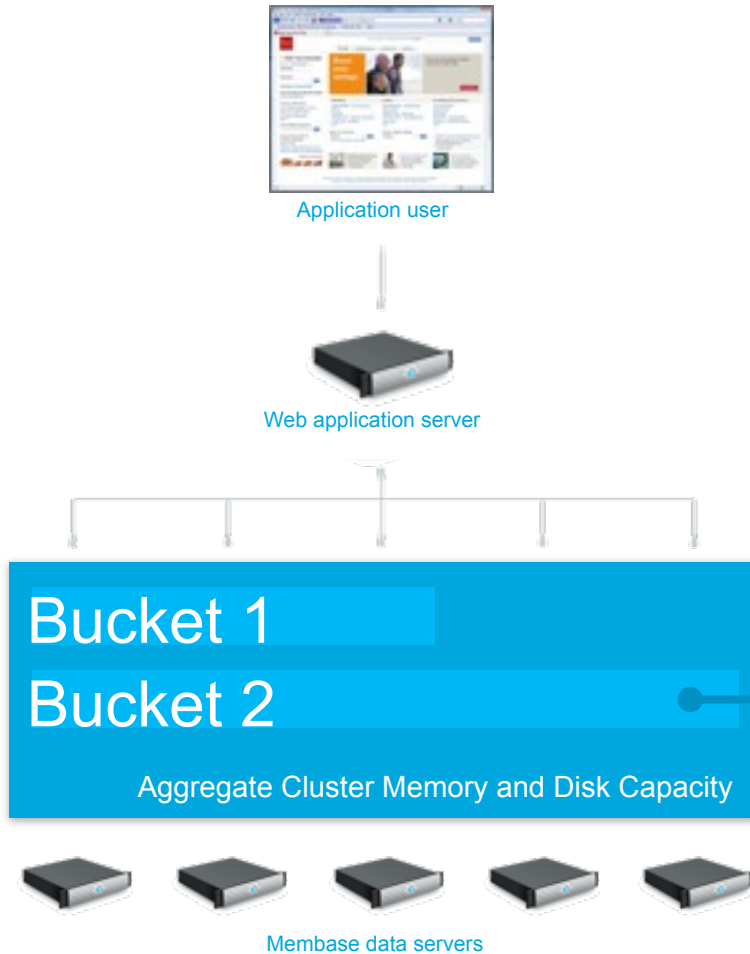 Application user
Web application server
Bucket 1
Bucket 2
Aggregate Cluster Memory and Disk Capacity
Membase data servers